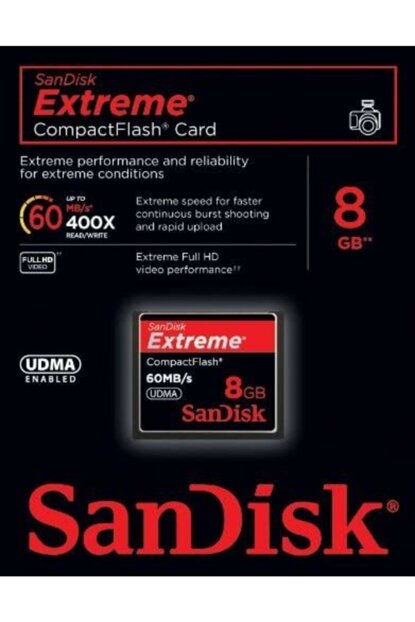 SanDisk
Extreme®
CompactFlash® Card
Extreme performance and reliability
for extreme conditions
60 UP TO MB/s* 400X READ/WRITE
Extreme speed for faster
continuous burst shooting
and rapid upload
8
GB**
FULL HD
VIDEO
††
Extreme Full HD
video performance††
SanDisk
Extreme®
CompactFlash®
60MB/s
UDMA
8GB
SanDisk
UDMA
ENABLED
SanDisk®